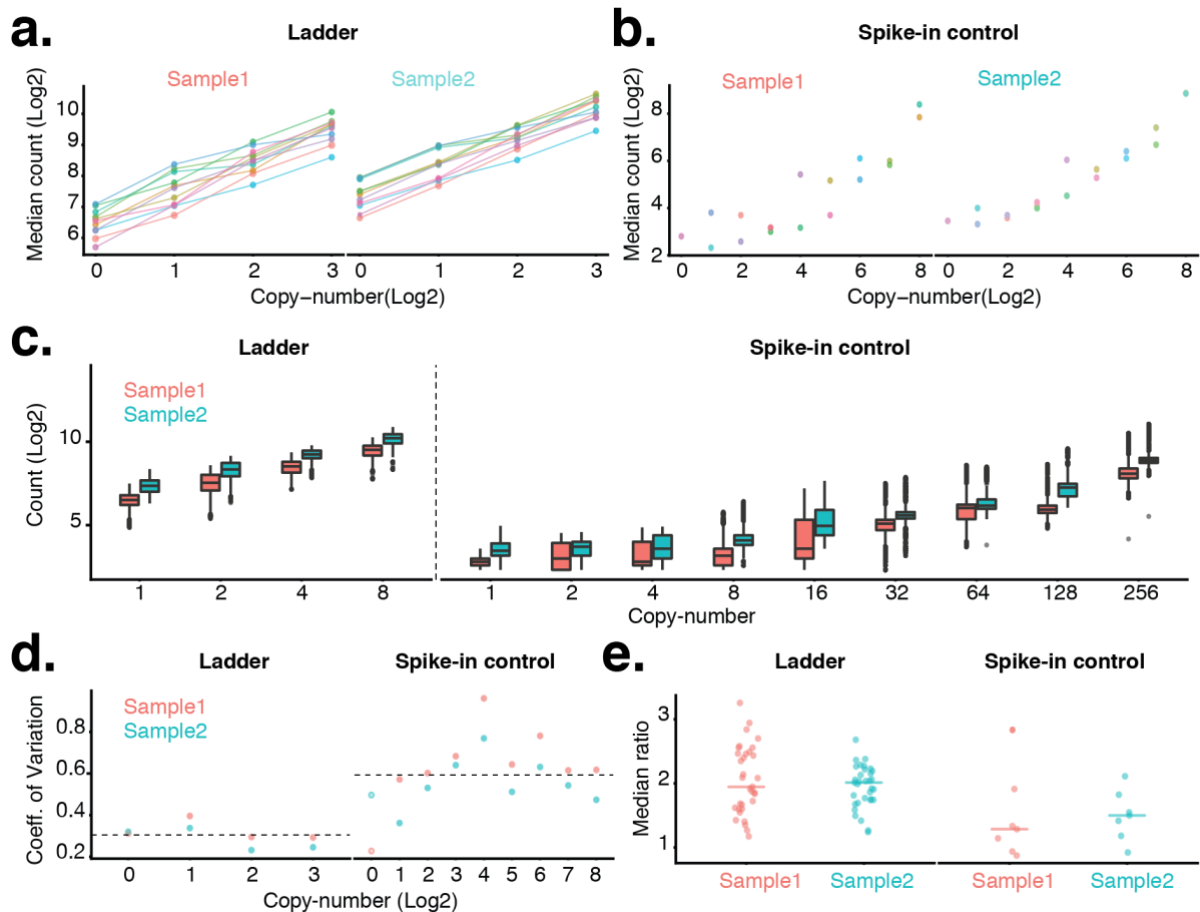 a.
Ladder
Sample1
Sample2
Median count (Log2)
10
9
8
7
6
0 1 2 3 0 1 2 3
Copy−number(Log2)
b.
Spike-in control
Sample1
Sample2
Median count (Log2)
8
6
4
2
0 2 4 6 8 0 2 4 6 8
Copy−number(Log2)
c.
Ladder
Spike-in control
Sample1
Sample2
Count (Log2)
10
5
1 2 4 8 1 2 4 8 16 32 64 128 256
Copy-number
d.
Ladder
Spike-in control
Sample1
Sample2
Coeff. of Variation
0.8
0.6
0.4
0.2
0 1 2 3 0 1 2 3 4 5 6 7 8
Copy-number (Log2)
e.
Ladder
Spike-in control
Median ratio
3
2
1
Sample1 Sample2 Sample1 Sample2